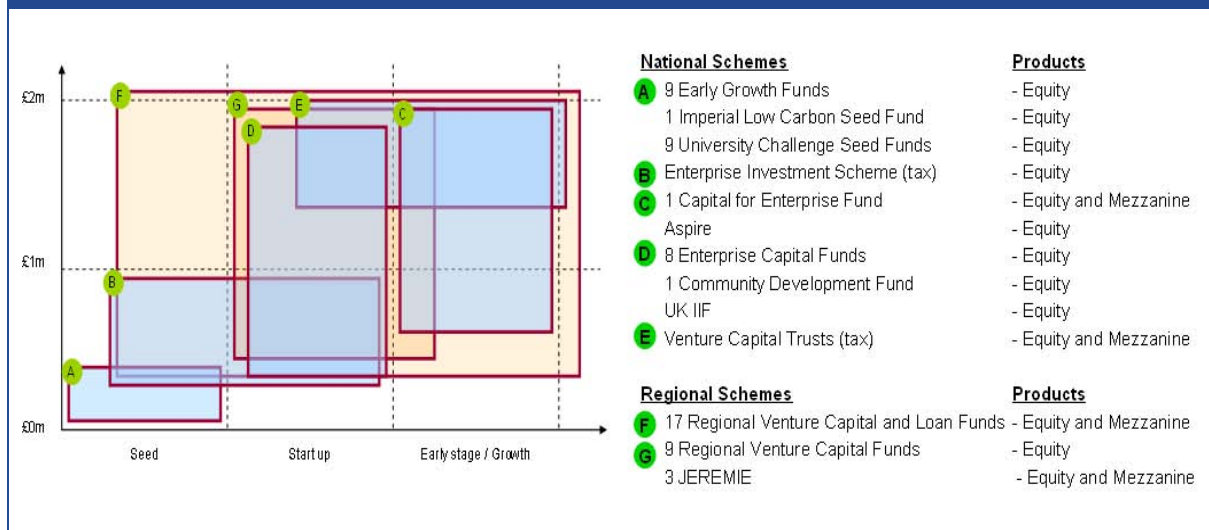 £2m
£1m
£0m
F
G
E
C
D
B
A
Seed
Start up
Early stage / Growth
National Schemes Products
A 9 Early Growth Funds - Equity
1 Imperial Low Carbon Seed Fund - Equity
9 University Challenge Seed Funds - Equity
B Enterprise Investment Scheme (tax) - Equity
C 1 Capital for Enterprise Fund - Equity and Mezzanine
Aspire - Equity
D 8 Enterprise Capital Funds - Equity
1 Community Development Fund - Equity
UK IIF - Equity
E Venture Capital Trusts (tax) - Equity and Mezzanine
Regional Schemes Products
F 17 Regional Venture Capital and Loan Funds - Equity and Mezzanine
G 9 Regional Venture Capital Funds - Equity
3 JEREMIE - Equity and Mezzanine